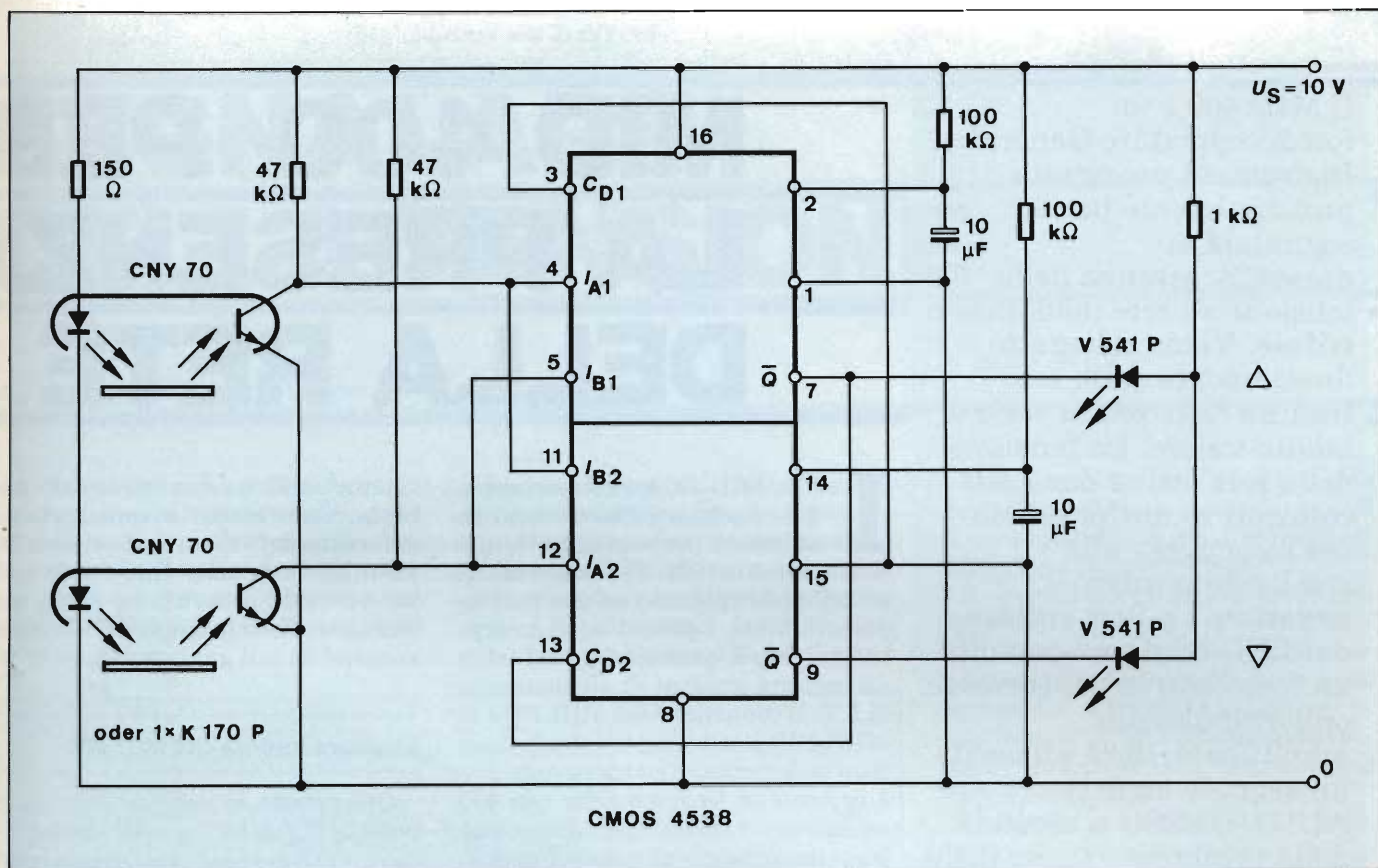 U_S = 10 V
16
100
kΩ
150
Ω
47
kΩ
47
kΩ
3 C_D1
2
100
kΩ
1 kΩ
10
µF
CNY 70
4 I_A1
1
V 541 P
5 I_B1
Q̅ 7
△
11 I_B2
14
10
µF
CNY 70
12 I_A2
15
V 541 P
13 C_D2
Q̅ 9
▽
8
oder 1× K 170 P
0
CMOS 4538